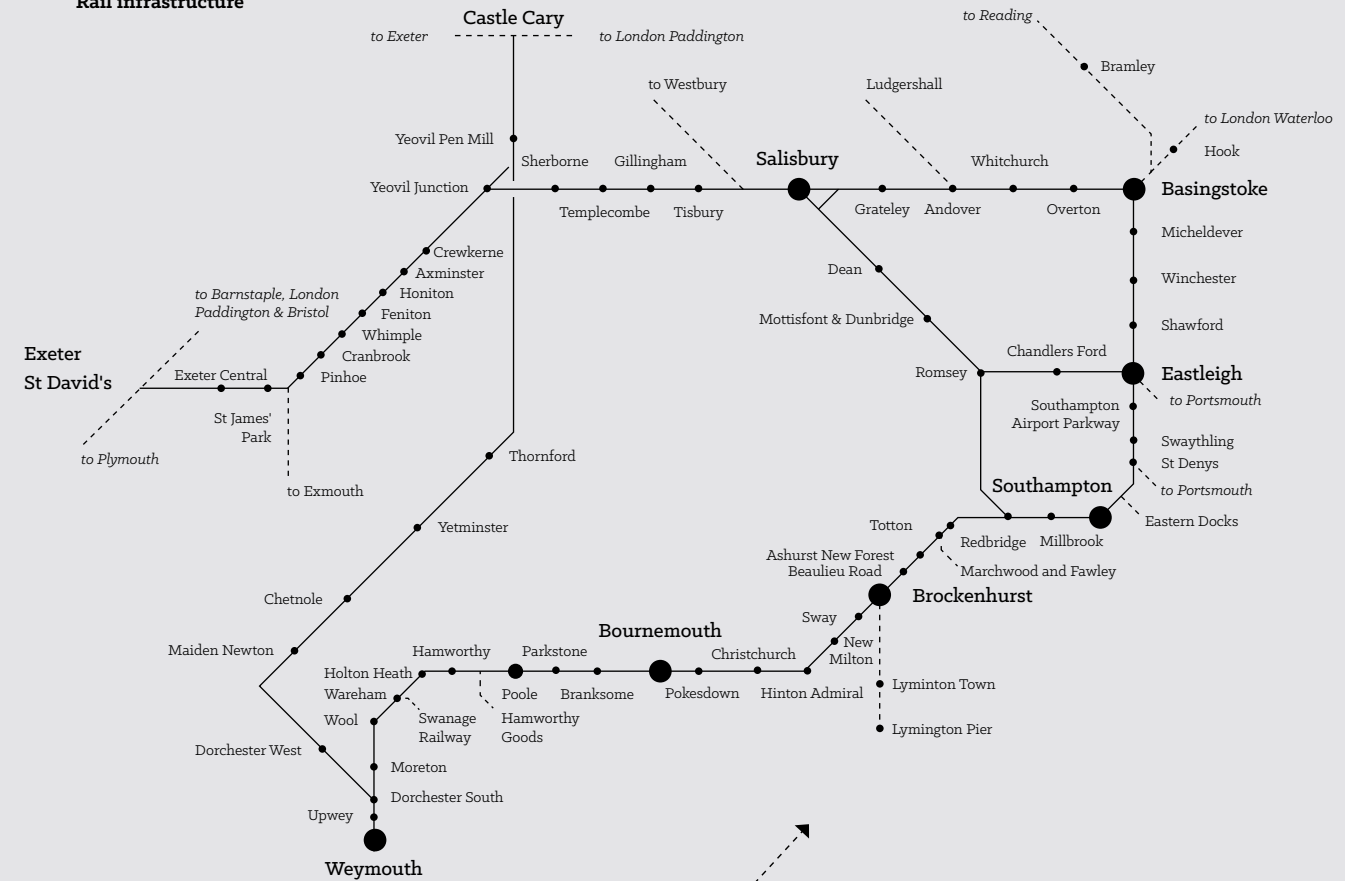 Rail infrastructure
Castle Cary
to Exeter
to London Paddington
to Reading
Bramley
to Westbury
Ludgershall
to London Waterloo
Hook
Yeovil Pen Mill
Sherborne
Gillingham
Salisbury
Whitchurch
Yeovil Junction
Basingstoke
Templecombe
Tisbury
Grateley
Andover
Overton
Micheldever
Crewkerne
Axminster
Dean
Winchester
Honiton
to Barnstaple, London
Paddington & Bristol
Feniton
Mottisfont & Dunbridge
Shawford
Whimple
Exeter
St David's
Cranbrook
Chandlers Ford
Exeter Central
Pinhoe
Romsey
Eastleigh
to Portsmouth
St James'
Park
Southampton
Airport Parkway
Swaythling
to Plymouth
Thornford
St Denys
to Exmouth
Southampton
to Portsmouth
Yetminster
Totton
Eastern Docks
Redbridge
Millbrook
Ashurst New Forest
Beaulieu Road
Marchwood and Fawley
Chetnole
Brockenhurst
Sway
Bournemouth
New
Milton
Maiden Newton
Hamworthy
Parkstone
Christchurch
Holton Heath
Wareham
Poole
Branksome
Pokesdown
Hinton Admiral
Lyminton Town
Wool
Swanage
Railway
Hamworthy
Goods
Lymington Pier
Dorchester West
Moreton
Dorchester South
Upwey
Weymouth